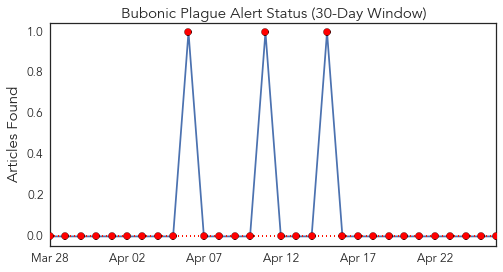 Bubonic Plague Alert Status (30-Day Window)
Articles Found
1.0
0.8
0.6
0.4
0.2
0.0
Mar 28 Apr 02 Apr 07 Apr 12 Apr 17 Apr 22